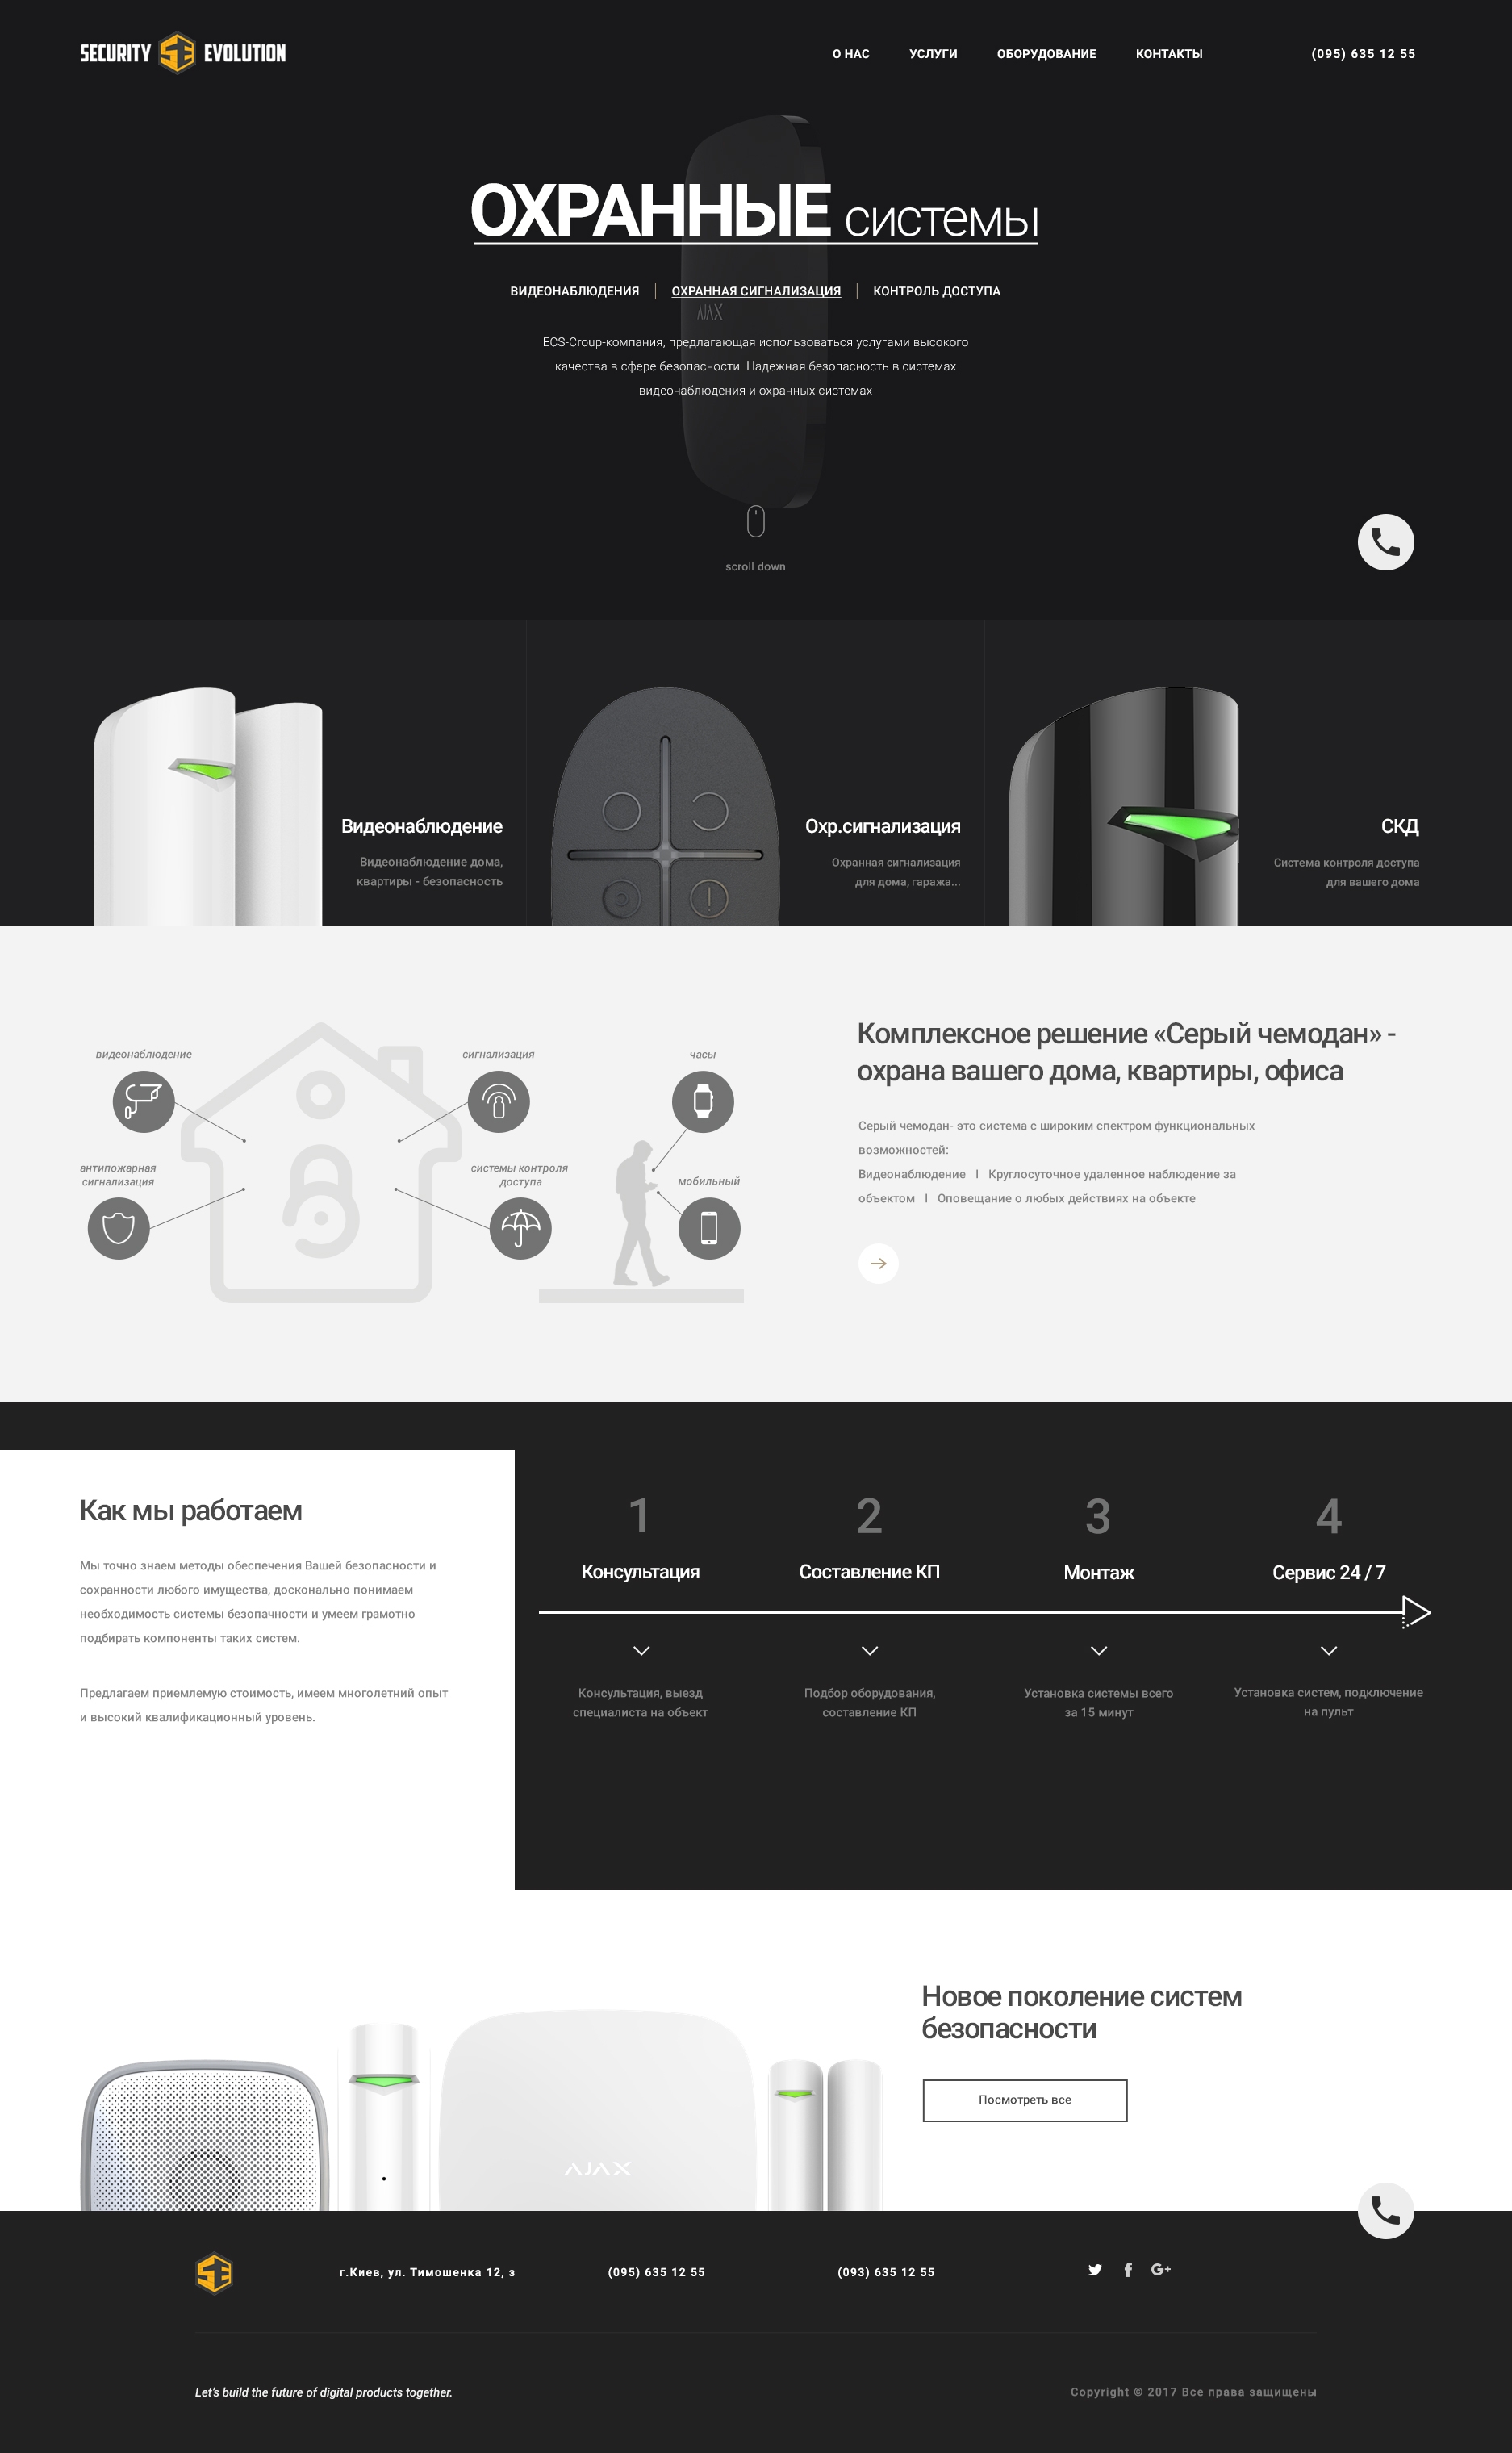 SECURITY SE EVOLUTION
О НАС УСЛУГИ ОБОРУДОВАНИЕ КОНТАКТЫ (095) 635 12 55
ОХРАННЫЕ системы
ВИДЕОНАБЛЮДЕНИЯ ОХРАННАЯ СИГНАЛИЗАЦИЯ КОНТРОЛЬ ДОСТУПА
AJAX
ECS-Croup-компания, предлагающая использоваться услугами высокого
качества в сфере безопасности. Надежная безопасность в системах
видеонаблюдения и охранных системах
scroll down
Видеонаблюдение
Видеонаблюдение дома,
квартиры - безопасность
Охр.сигнализация
Охранная сигнализация
для дома, гаража...
СКД
Система контроля доступа
для вашего дома
видеонаблюдение
сигнализация
часы
антипожарная
сигнализация
системы контроля
доступа
мобильный
Комплексное решение «Серый чемодан» -
охрана вашего дома, квартиры, офиса
Серый чемодан- это система с широким спектром функциональных
возможностей:
Видеонаблюдение I Круглосуточное удаленное наблюдение за
объектом I Оповещание о любых действиях на объекте
Как мы работаем
Мы точно знаем методы обеспечения Вашей безопасности и
сохранности любого имущества, досконально понимаем
необходимость системы безопачности и умеем грамотно
подбирать компоненты таких систем.
Предлагаем приемлемую стоимость, имеем многолетний опыт
и высокий квалификационный уровень.
1
Консультация
Консультация, выезд
специалиста на объект
2
Составление КП
Подбор оборудования,
составление КП
3
Монтаж
Установка системы всего
за 15 минут
4
Сервис 24 / 7
Установка систем, подключение
на пульт
Новое поколение систем
безопасности
Посмотреть все
AJAX
SE
г.Киев, ул. Тимошенка 12, з (095) 635 12 55 (093) 635 12 55
G+
Let's build the future of digital products together.
Copyright © 2017 Все права защищены